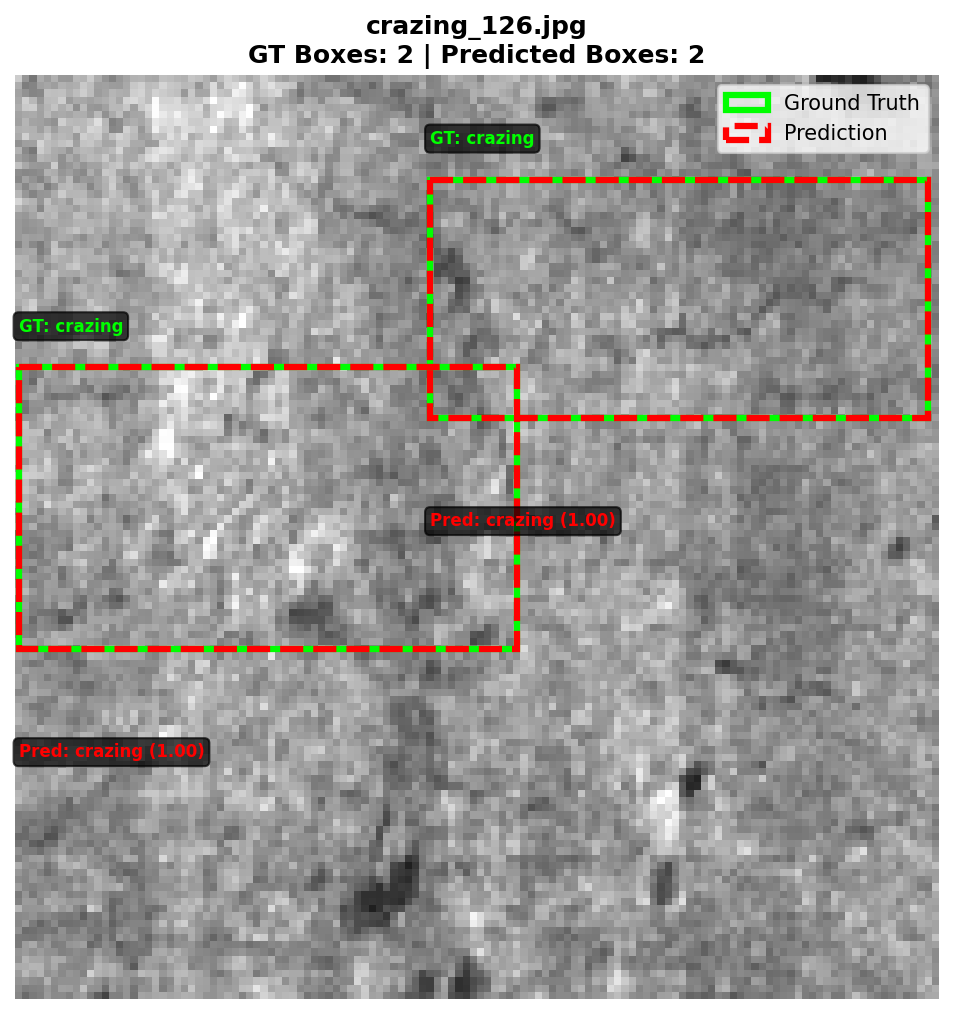 crazing_126.jpg
GT Boxes: 2 | Predicted Boxes: 2
Ground Truth
Prediction
GT: crazing
GT: crazing
Pred: crazing (1.00)
Pred: crazing (1.00)